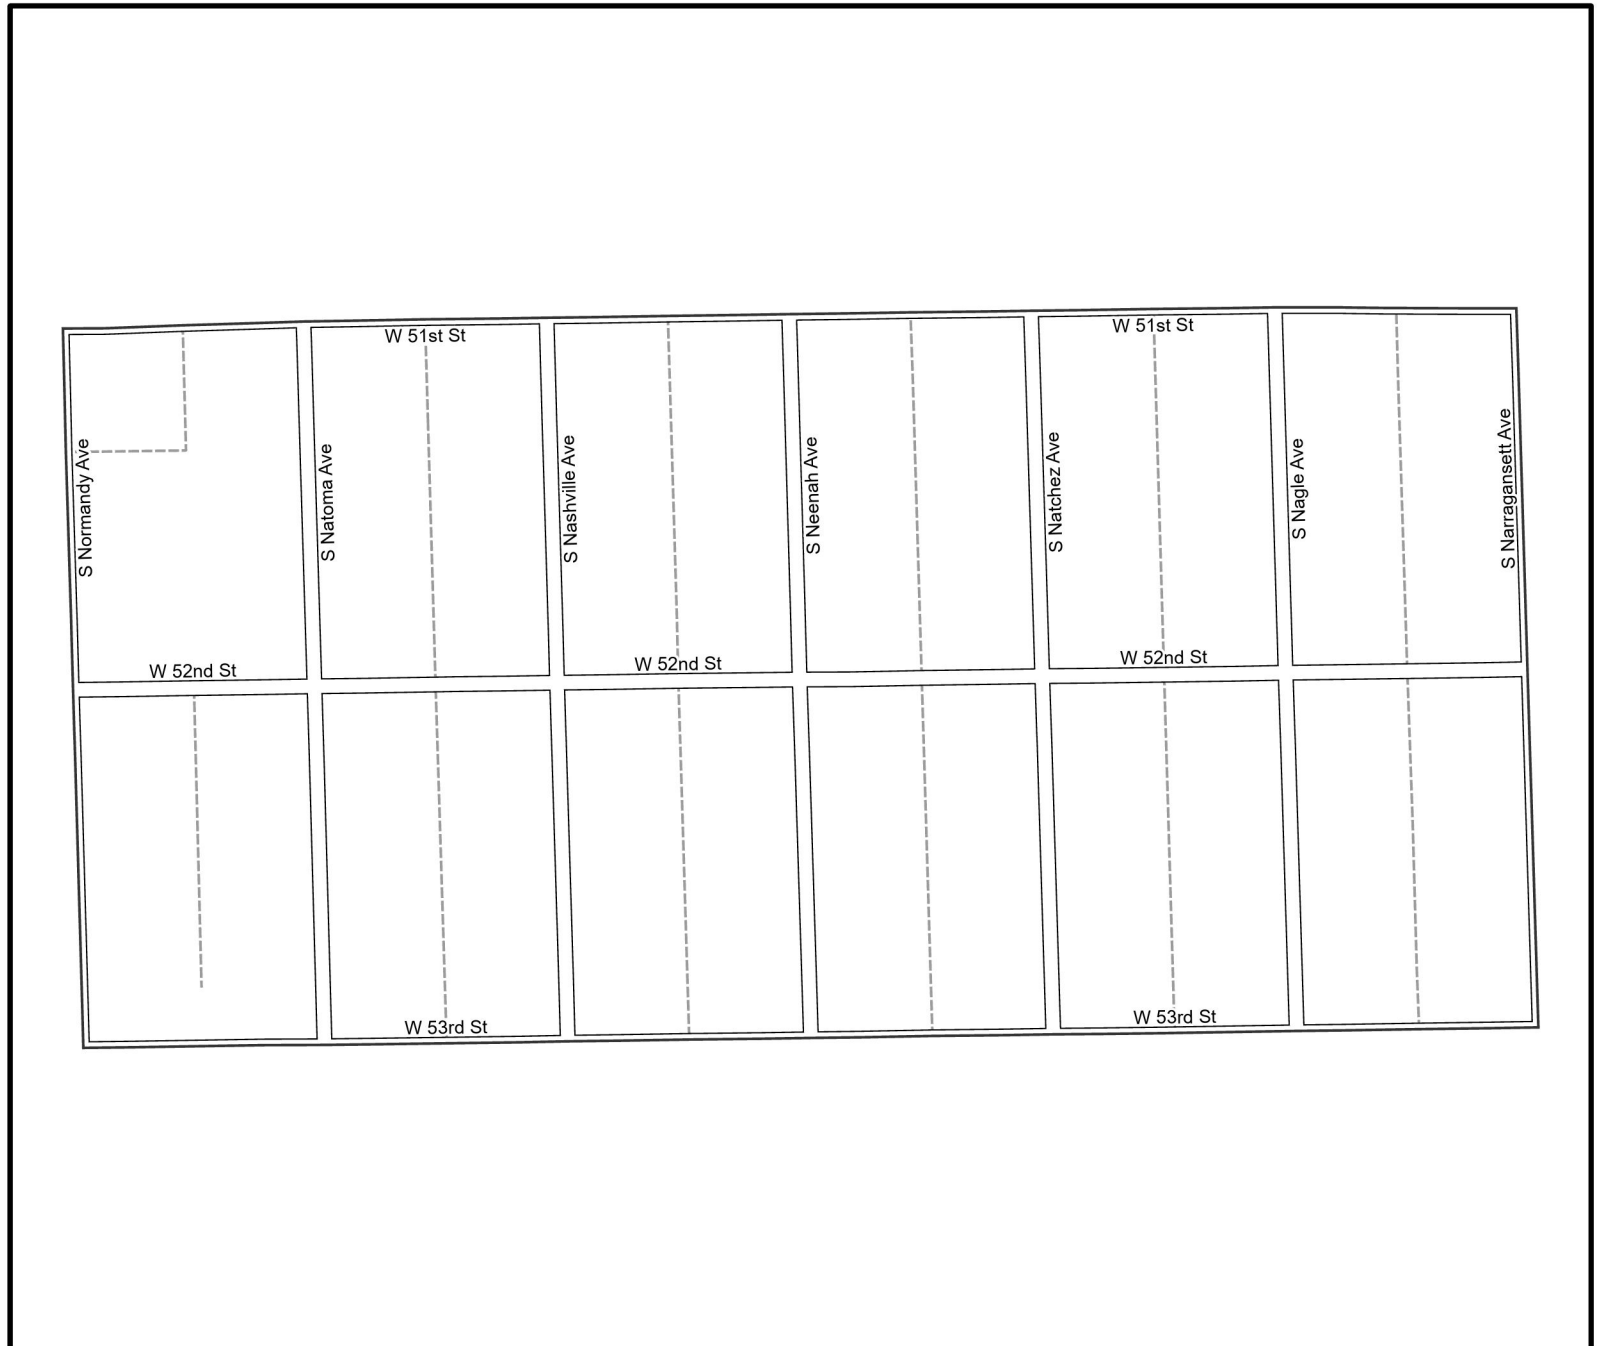 W 51st St
W 51st St
S Normandy Ave
S Natoma Ave
S Nashville Ave
S Neenah Ave
S Natchez Ave
S Nagle Ave
S Narragansett Ave
W 52nd St
W 52nd St
W 52nd St
W 53rd St
W 53rd St